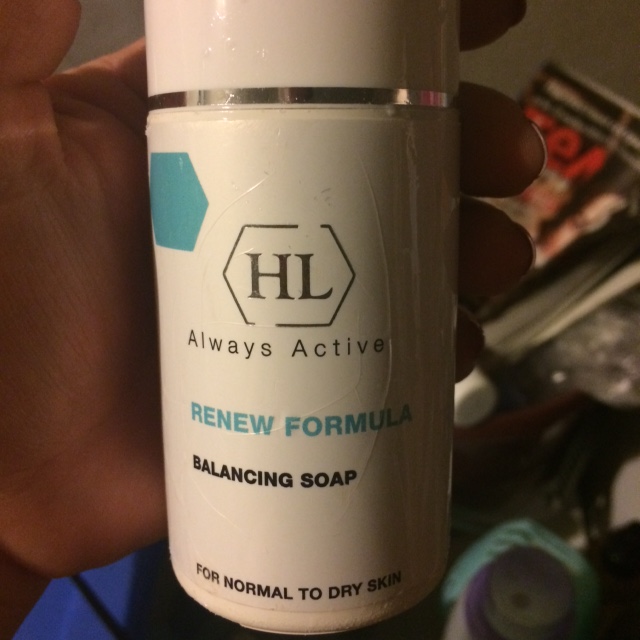 HL
Always Active
RENEW FORMULA
BALANCING SOAP
FOR NORMAL TO DRY SKIN